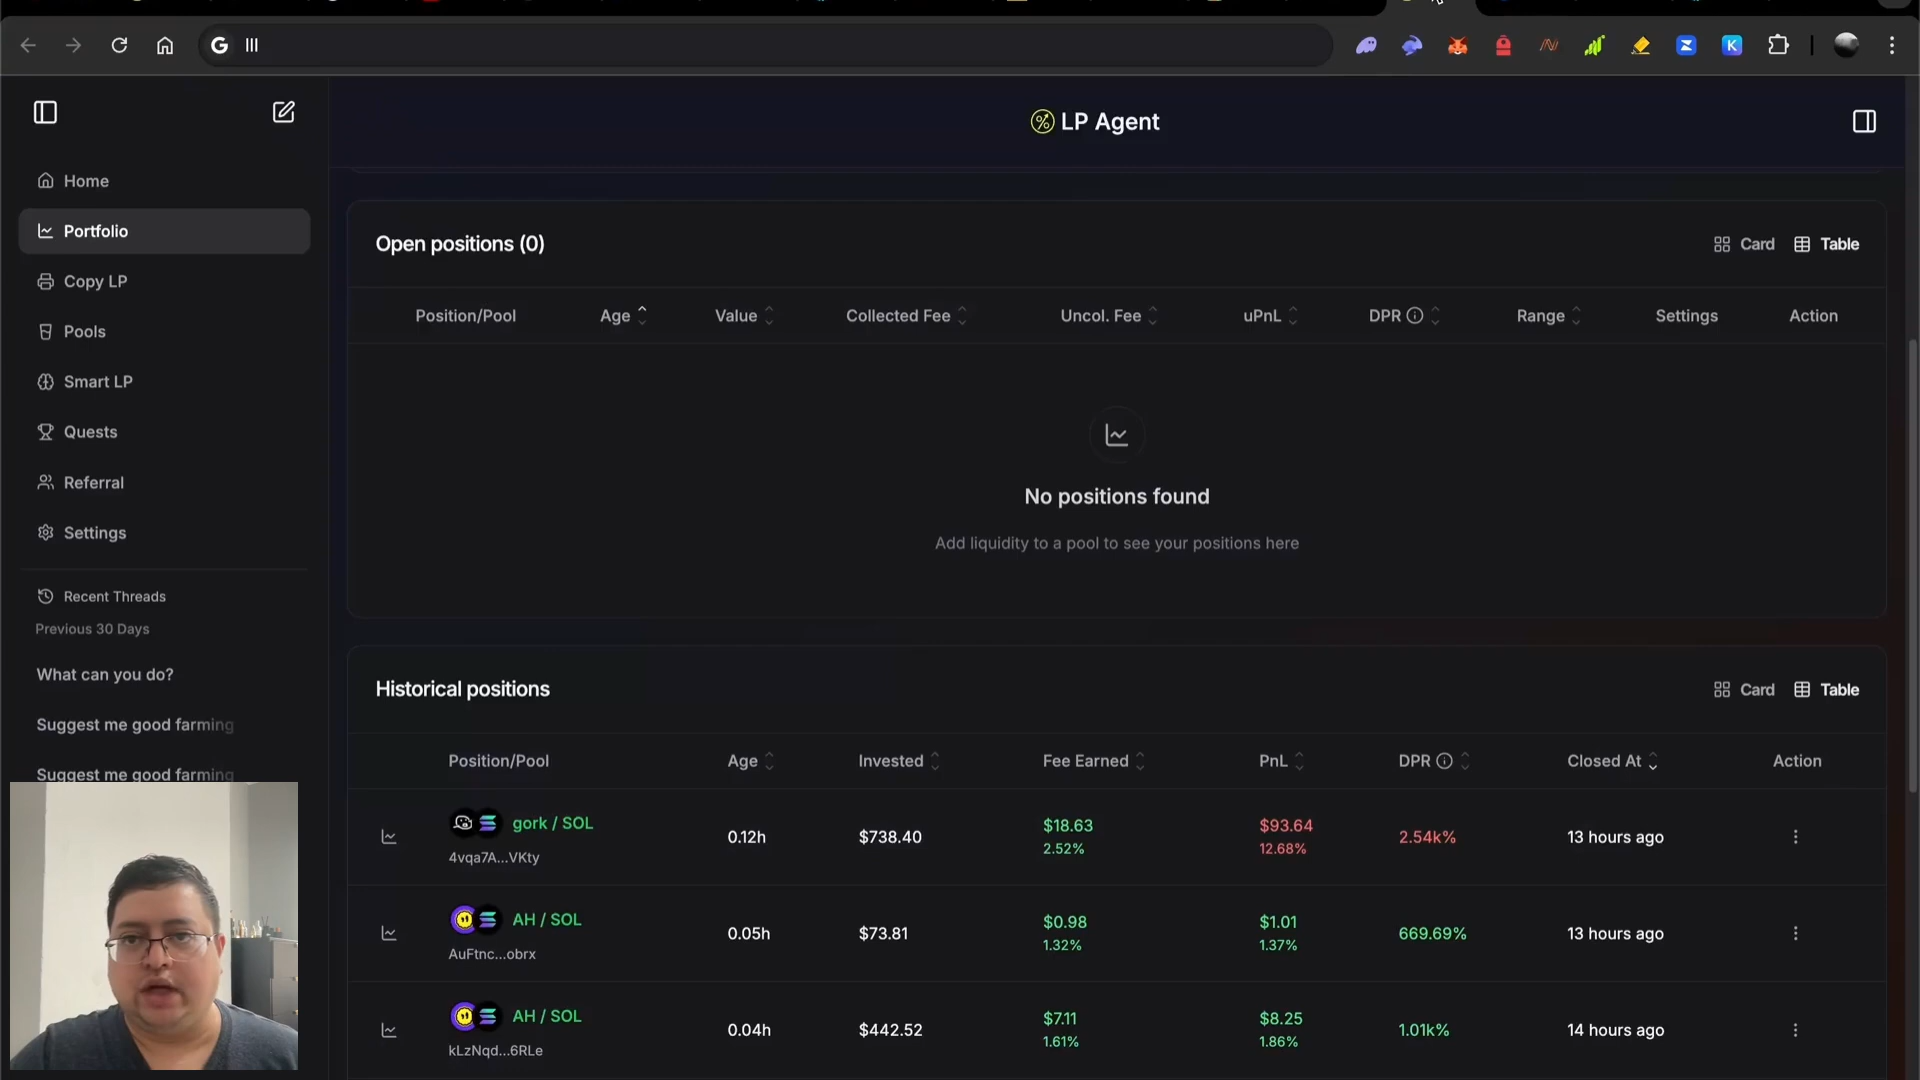 LP Agent
Home
Portfolio
Copy LP
Pools
Smart LP
Quests
Referral
Settings
Recent Threads
Previous 30 Days
What can you do?
Suggest me good farming
Suggest me good farming
Open positions (0)
Card Table
Position/Pool Age Value Collected Fee Uncol. Fee uPnL DPR Range Settings Action
No positions found
Add liquidity to a pool to see your positions here
Historical positions
Card Table
Position/Pool Age Invested Fee Earned PnL DPR Closed At Action
gork / SOL 0.12h $738.40 $18.63 $93.64 2.54k% 13 hours ago
4vqa7A...VKty 2.52% 12.68%
AH / SOL 0.05h $73.81 $0.98 $1.01 669.69% 13 hours ago
AuFtnc...obrx 1.32% 1.37%
AH / SOL 0.04h $442.52 $7.11 $8.25 1.01k% 14 hours ago
kLzNqd...6RLe 1.61% 1.86%